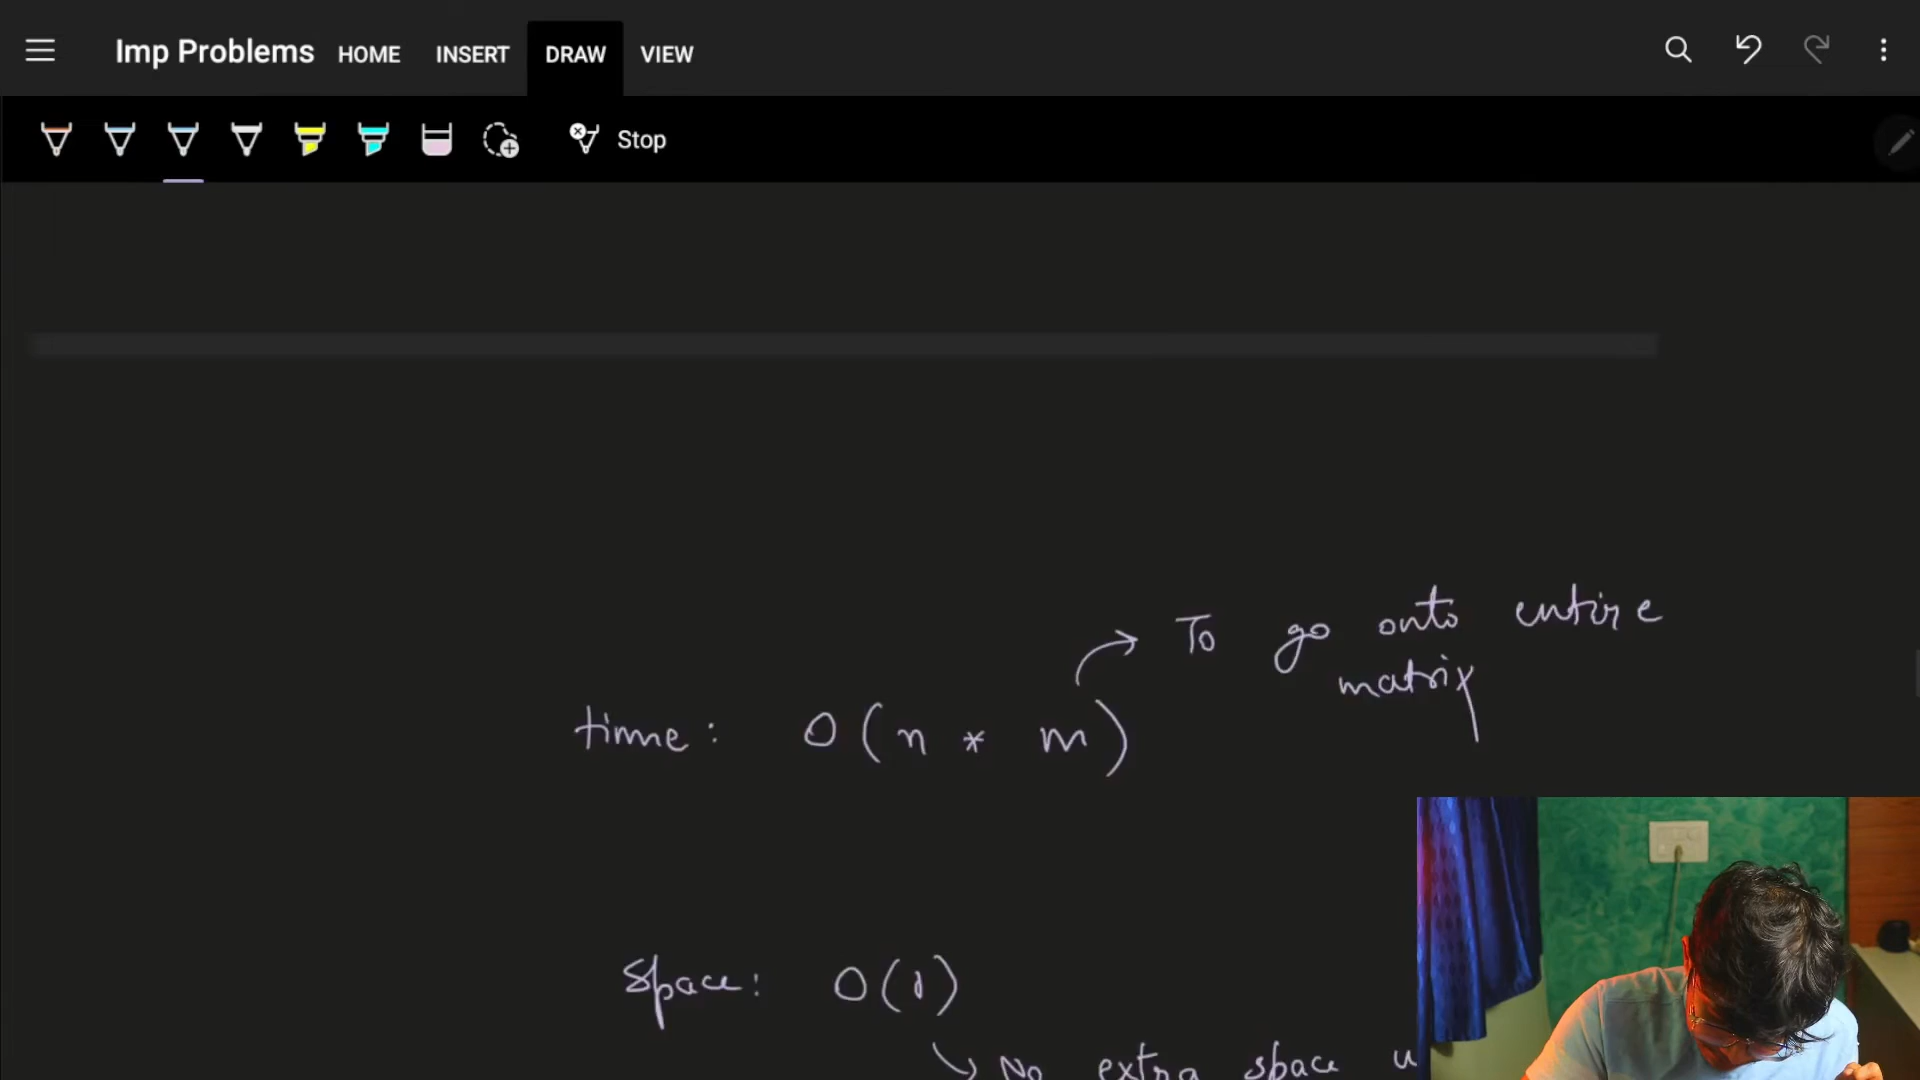 Imp Problems HOME INSERT DRAW VIEW
Stop
To go onto entire
matrix
time: O(n * m)
Space: O(1)
No extra space